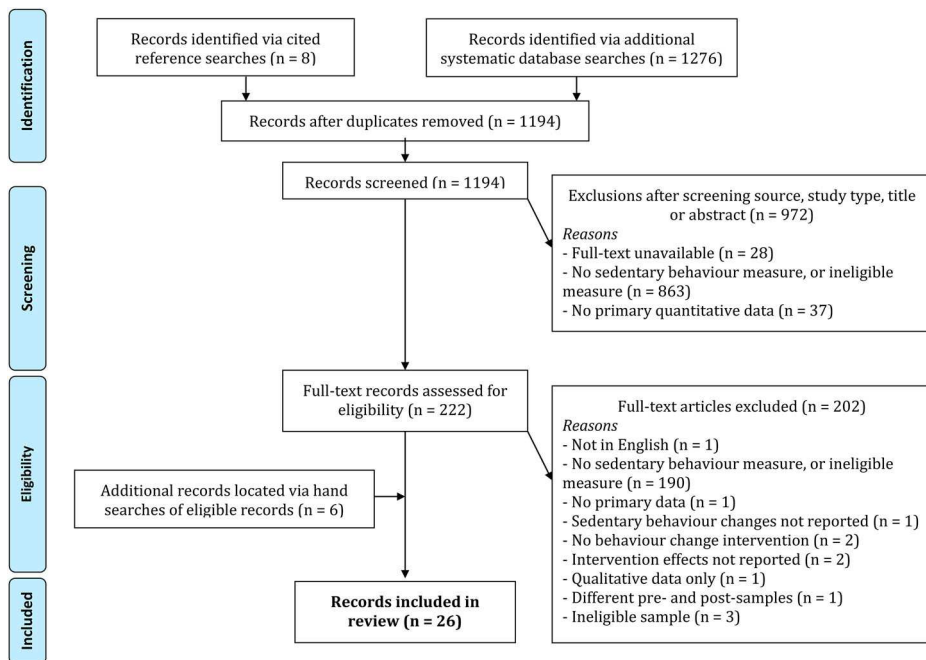 Identification
Records identified via cited
reference searches (n = 8)
Records identified via additional
systematic database searches (n = 1276)
Records after duplicates removed (n = 1194)
Screening
Records screened (n = 1194)
Exclusions after screening source, study type, title
or abstract (n = 972)
Reasons
- Full-text unavailable (n = 28)
- No sedentary behaviour measure, or ineligible
measure (n = 863)
- No primary quantitative data (n = 37)
Eligibility
Full-text records assessed for
eligibility (n = 222)
Additional records located via hand
searches of eligible records (n = 6)
Full-text articles excluded (n = 202)
Reasons
- Not in English (n = 1)
- No sedentary behaviour measure, or ineligible
measure (n = 190)
- No primary data (n = 1)
- Sedentary behaviour changes not reported (n = 1)
- No behaviour change intervention (n = 2)
- Intervention effects not reported (n = 2)
- Qualitative data only (n = 1)
- Different pre- and post-samples (n = 1)
- Ineligible sample (n = 3)
Included
Records included in
review (n = 26)